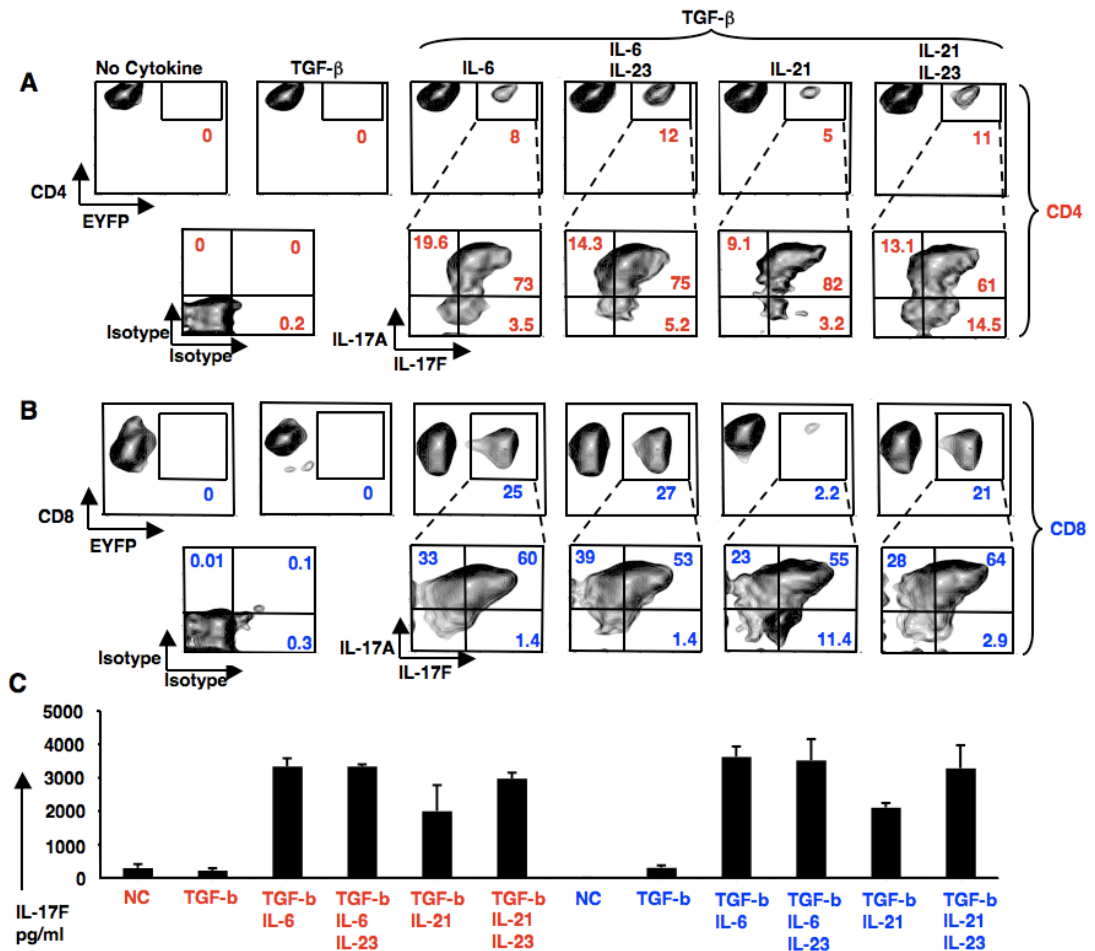 TGF-β
IL-6 IL-21
A No Cytokine TGF-β IL-6 IL-23 IL-21 IL-23
0 0 8 12 5 11
CD4
EYFP
CD4
0 0 19.6 14.3 9.1 13.1
73 75 82 61
0.2 3.5 5.2 3.2 14.5
Isotype IL-17A
Isotype IL-17F
B
0 0 25 27 2.2 21
CD8
EYFP
CD8
0.01 0.1 33 60 39 53 23 55 28 64
0.3 1.4 1.4 11.4 2.9
Isotype IL-17A
Isotype IL-17F
C
5000
4000
3000
2000
1000
0
IL-17F
pg/ml
NC TGF-b TGF-b TGF-b TGF-b TGF-b NC TGF-b TGF-b TGF-b TGF-b TGF-b
IL-6 IL-6 IL-21 IL-21 IL-6 IL-6 IL-21 IL-21
IL-23 IL-23 IL-23 IL-23